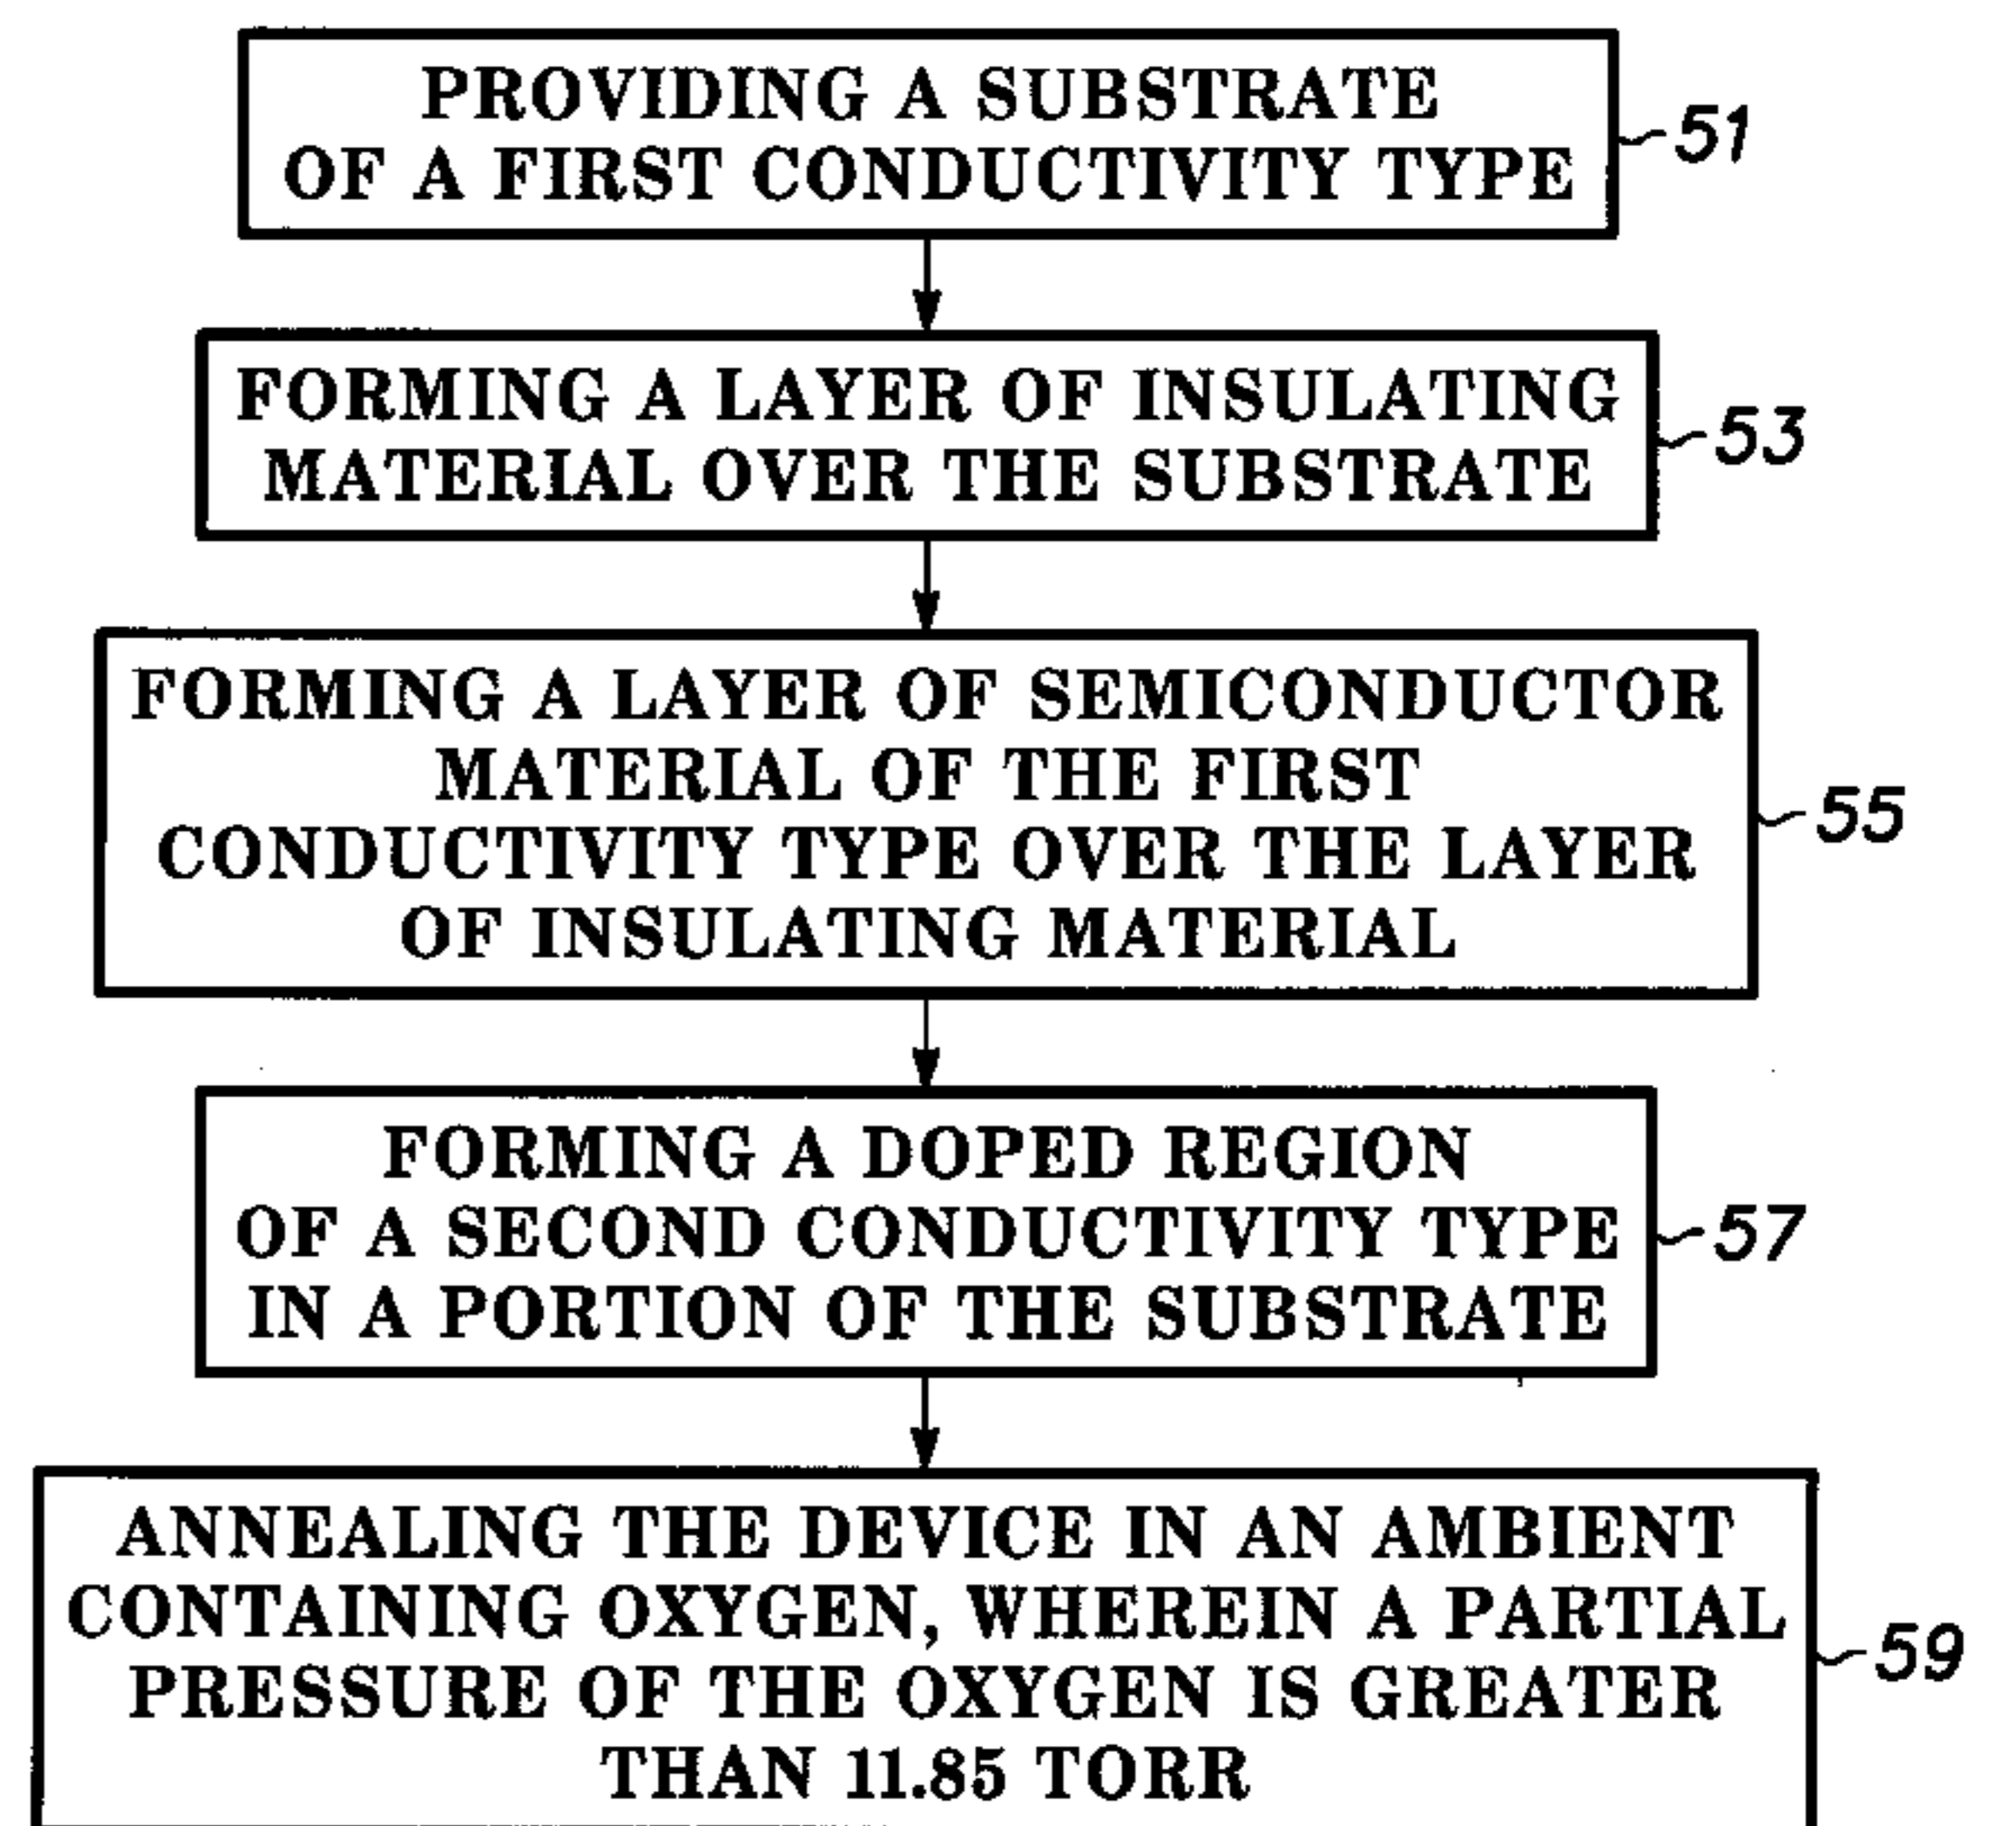 PROVIDING A SUBSTRATE
OF A FIRST CONDUCTIVITY TYPE
51
FORMING A LAYER OF INSULATING
MATERIAL OVER THE SUBSTRATE
53
FORMING A LAYER OF SEMICONDUCTOR
MATERIAL OF THE FIRST
CONDUCTIVITY TYPE OVER THE LAYER
OF INSULATING MATERIAL
55
FORMING A DOPED REGION
OF A SECOND CONDUCTIVITY TYPE
IN A PORTION OF THE SUBSTRATE
57
ANNEALING THE DEVICE IN AN AMBIENT
CONTAINING OXYGEN, WHEREIN A PARTIAL
PRESSURE OF THE OXYGEN IS GREATER
THAN 11.85 TORR
59